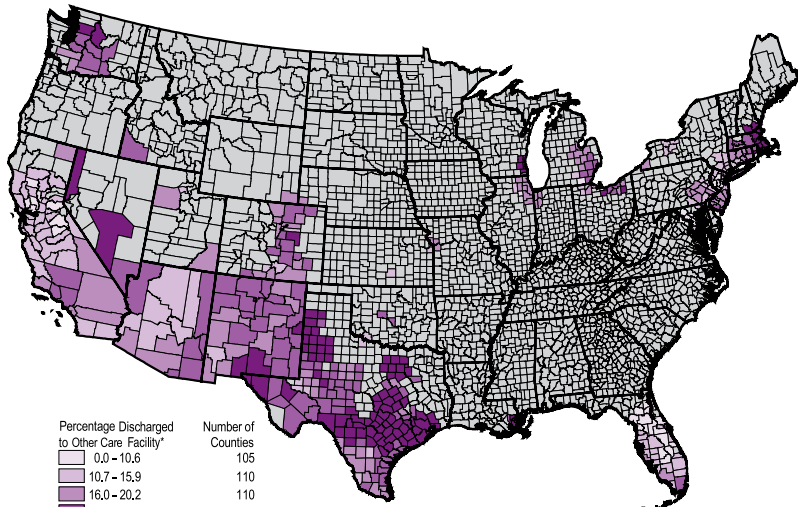 Percentage Discharged Number of
to Other Care Facility* Counties
0.0 – 10.6 105
10.7 – 15.9 110
16.0 – 20.2 110